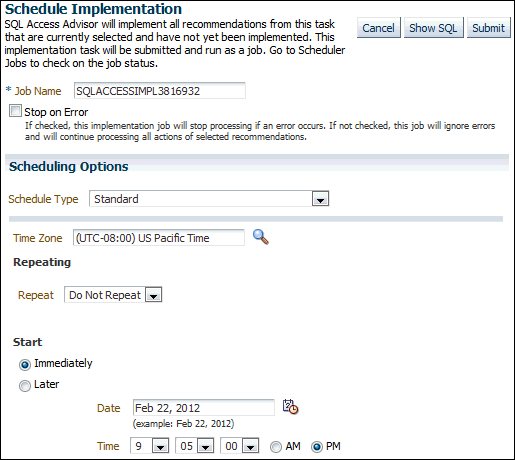 Schedule Implementation
SQL Access Advisor will implement all recommendations from this task
that are currently selected and have not yet been implemented. This
implementation task will be submitted and run as a job. Go to Scheduler
Jobs to check on the job status.
Cancel Show SQL Submit
* Job Name SQLACCESSIMPL3816932
Stop on Error
If checked, this implementation job will stop processing if an error occurs. If not checked, this job will ignore errors
and will continue processing all actions of selected recommendations.
Scheduling Options
Schedule Type Standard
Time Zone (UTC-08:00) US Pacific Time
Repeating
Repeat Do Not Repeat
Start
Immediately
Later
Date Feb 22, 2012
(example: Feb 22, 2012)
Time 9 05 00 AM PM